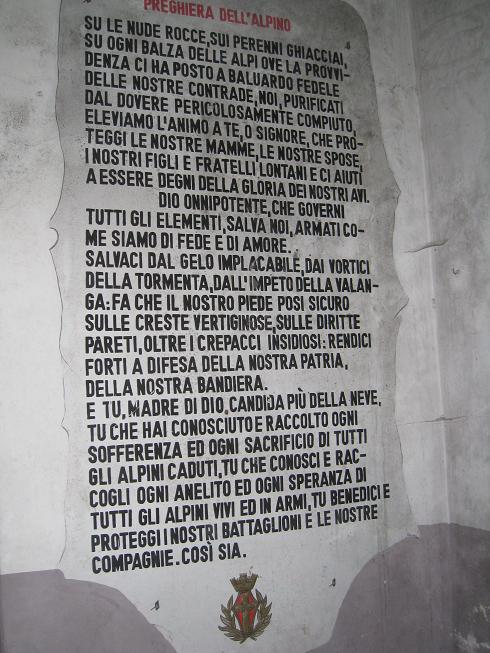 PREGHIERA DELL'ALPINO
SU LE NUDE ROCCE, SUI PERENNI GHIACCIAI,
SU OGNI BALZA DELLE ALPI OVE LA PROVVI-
DENZA CI HA POSTO A BALUARDO FEDELE
DELLE NOSTRE CONTRADE, NOI, PURIFICATI
DAL DOVERE PERICOLOSAMENTE COMPIUTO,
ELEVIAMO L'ANIMO A TE, O SIGNORE, CHE PRO-
TEGGI LE NOSTRE MAMME, LE NOSTRE SPOSE,
I NOSTRI FIGLI E FRATELLI LONTANI E CI AIUTI
A ESSERE DEGNI DELLA GLORIA DEI NOSTRI AVI.
DIO ONNIPOTENTE, CHE GOVERNI
TUTTI GLI ELEMENTI, SALVA NOI, ARMATI CO-
ME SIAMO DI FEDE E DI AMORE.
SALVACI DAL GELO IMPLACABILE, DAI VORTICI
DELLA TORMENTA, DALL'IMPETO DELLA VALAN-
GA: FA CHE IL NOSTRO PIEDE POSI SICURO
SULLE CRESTE VERTIGINOSE, SULLE DIRITTE
PARETI, OLTRE I CREPACCI INSIDIOSI: RENDICI
FORTI A DIFESA DELLA NOSTRA PATRIA,
DELLA NOSTRA BANDIERA.
E TU, MADRE DI DIO, CANDIDA PIÙ DELLA NEVE,
TU CHE HAI CONOSCIUTO E RACCOLTO OGNI
SOFFERENZA ED OGNI SACRIFICIO DI TUTTI
GLI ALPINI CADUTI, TU CHE CONOSCI E RAC-
COGLI OGNI ANELITO ED OGNI SPERANZA DI
TUTTI GLI ALPINI VIVI ED IN ARMI, TU BENEDICI E
PROTEGGI I NOSTRI BATTAGLIONI E LE NOSTRE
COMPAGNIE. COSÌ SIA.